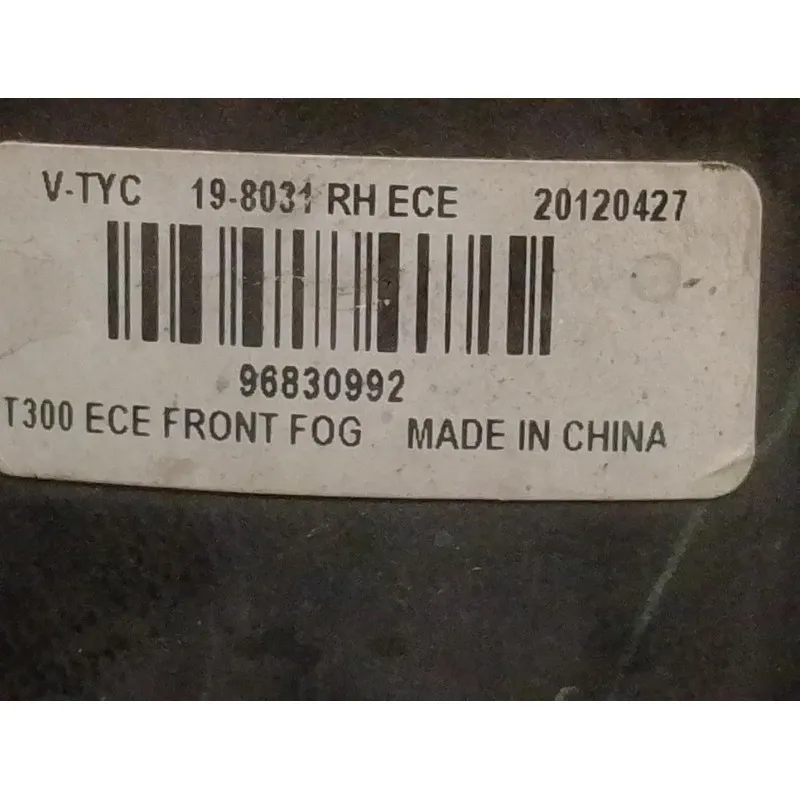 V-TYC 19-8031 RH ECE 20120427
96830992
T300 ECE FRONT FOG MADE IN CHINA